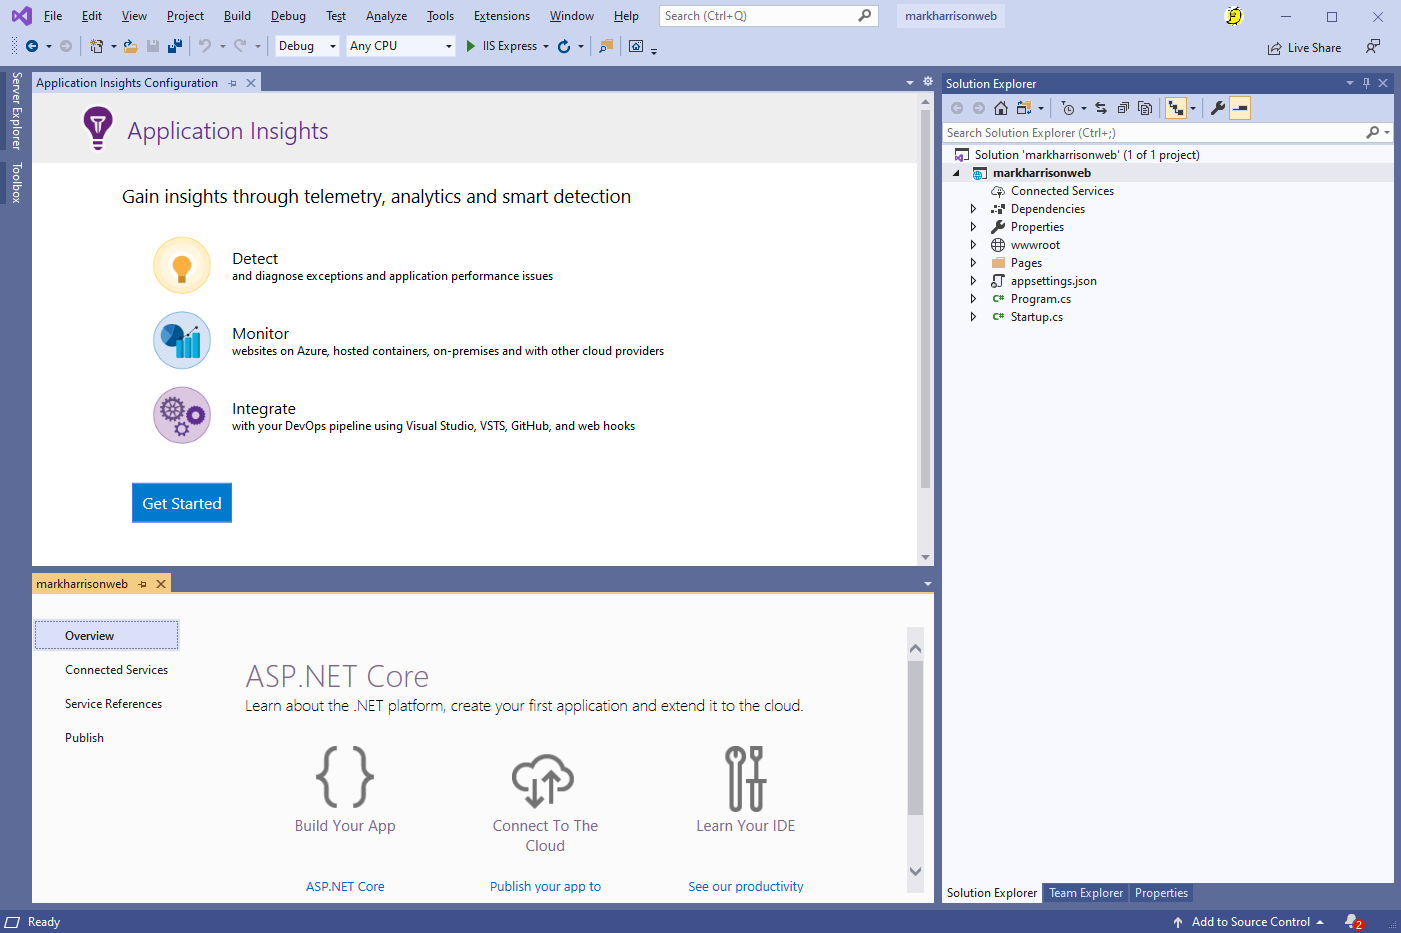 File Edit View Project Build Debug Test Analyze Tools Extensions Window Help Search (Ctrl+Q) markharrisonweb
Debug Any CPU IIS Express Live Share
Server Explorer
Toolbox
Application Insights Configuration
Application Insights
Gain insights through telemetry, analytics and smart detection
Detect
and diagnose exceptions and application performance issues
Monitor
websites on Azure, hosted containers, on-premises and with other cloud providers
Integrate
with your DevOps pipeline using Visual Studio, VSTS, GitHub, and web hooks
Get Started
markharrisonweb
Overview
Connected Services
Service References
Publish
ASP.NET Core
Learn about the .NET platform, create your first application and extend it to the cloud.
Build Your App
Connect To The
Cloud
Learn Your IDE
ASP.NET Core
Publish your app to
See our productivity
Solution Explorer
Search Solution Explorer (Ctrl+;)
Solution 'markharrisonweb' (1 of 1 project)
markharrisonweb
Connected Services
Dependencies
Properties
wwwroot
Pages
appsettings.json
C# Program.cs
C# Startup.cs
Solution Explorer Team Explorer Properties
Ready Add to Source Control 2